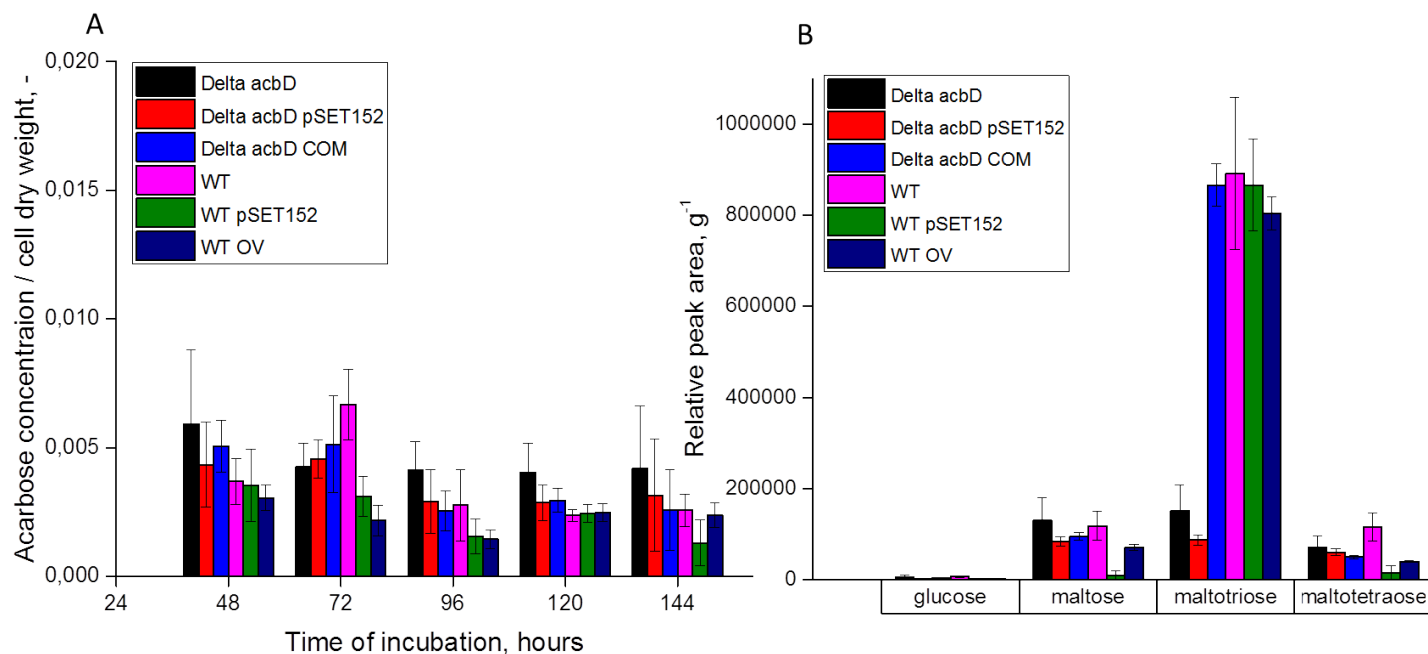 A
Acarbose concentraion / cell dry weight, -
0,020
0,015
0,010
0,005
0,000
Delta acbD
Delta acbD pSET152
Delta acbD COM
WT
WT pSET152
WT OV
24 48 72 96 120 144
Time of incubation, hours
B
Relative peak area, g⁻¹
1000000
800000
600000
400000
200000
0
Delta acbD
Delta acbD pSET152
Delta acbD COM
WT
WT pSET152
WT OV
glucose maltose maltotriose maltotetraose